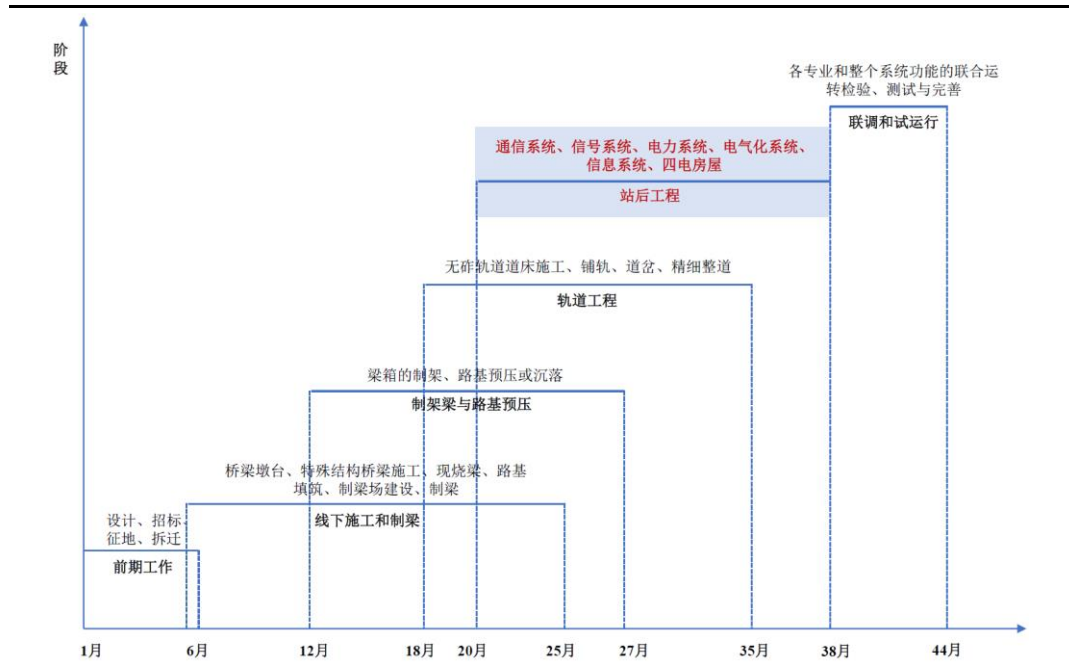 阶
段
各专业和整个系统功能的联合运
转检验、测试与完善
联调和试运行
通信系统、信号系统、电力系统、电气化系统、
信息系统、四电房屋
站后工程
无砟轨道道床施工、铺轨、道岔、精细整道
轨道工程
梁箱的制架、路基预压或沉落
制架梁与路基预压
桥梁墩台、特殊结构桥梁施工、现烧梁、路基
填筑、制梁场建设、制梁
线下施工和制梁
设计、招标、
征地、拆迁
前期工作
1月
6月
12月
18月
20月
25月
27月
35月
38月
44月